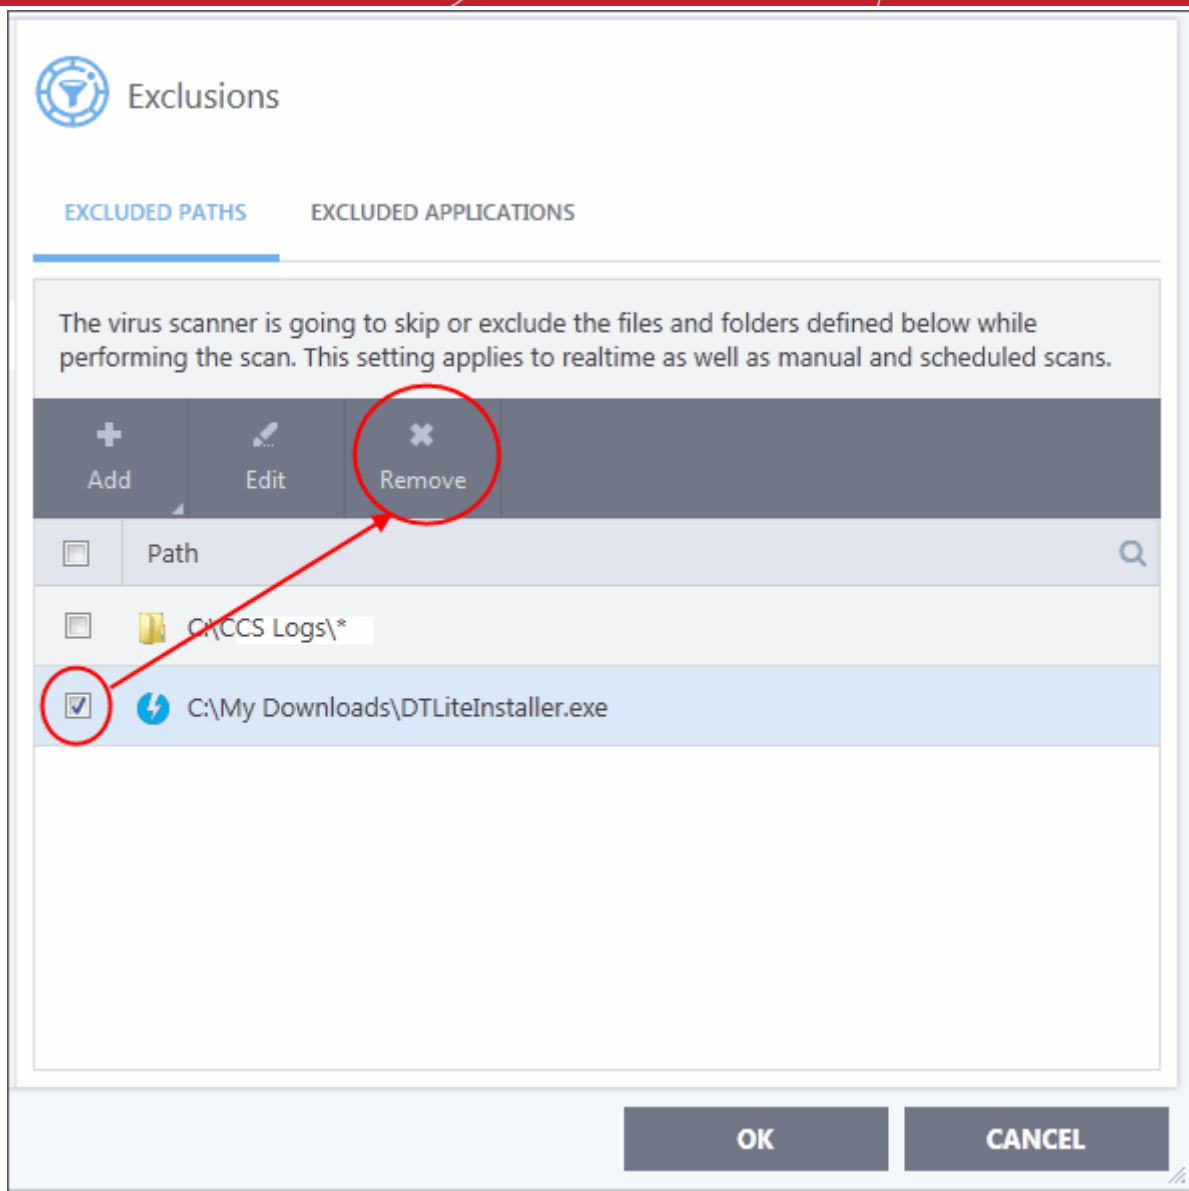 Exclusions
EXCLUDED PATHS EXCLUDED APPLICATIONS
The virus scanner is going to skip or exclude the files and folders defined below while
performing the scan. This setting applies to realtime as well as manual and scheduled scans.
Add Edit Remove
Path
C:\CCS Logs\*
C:\My Downloads\DTLiteInstaller.exe
OK CANCEL